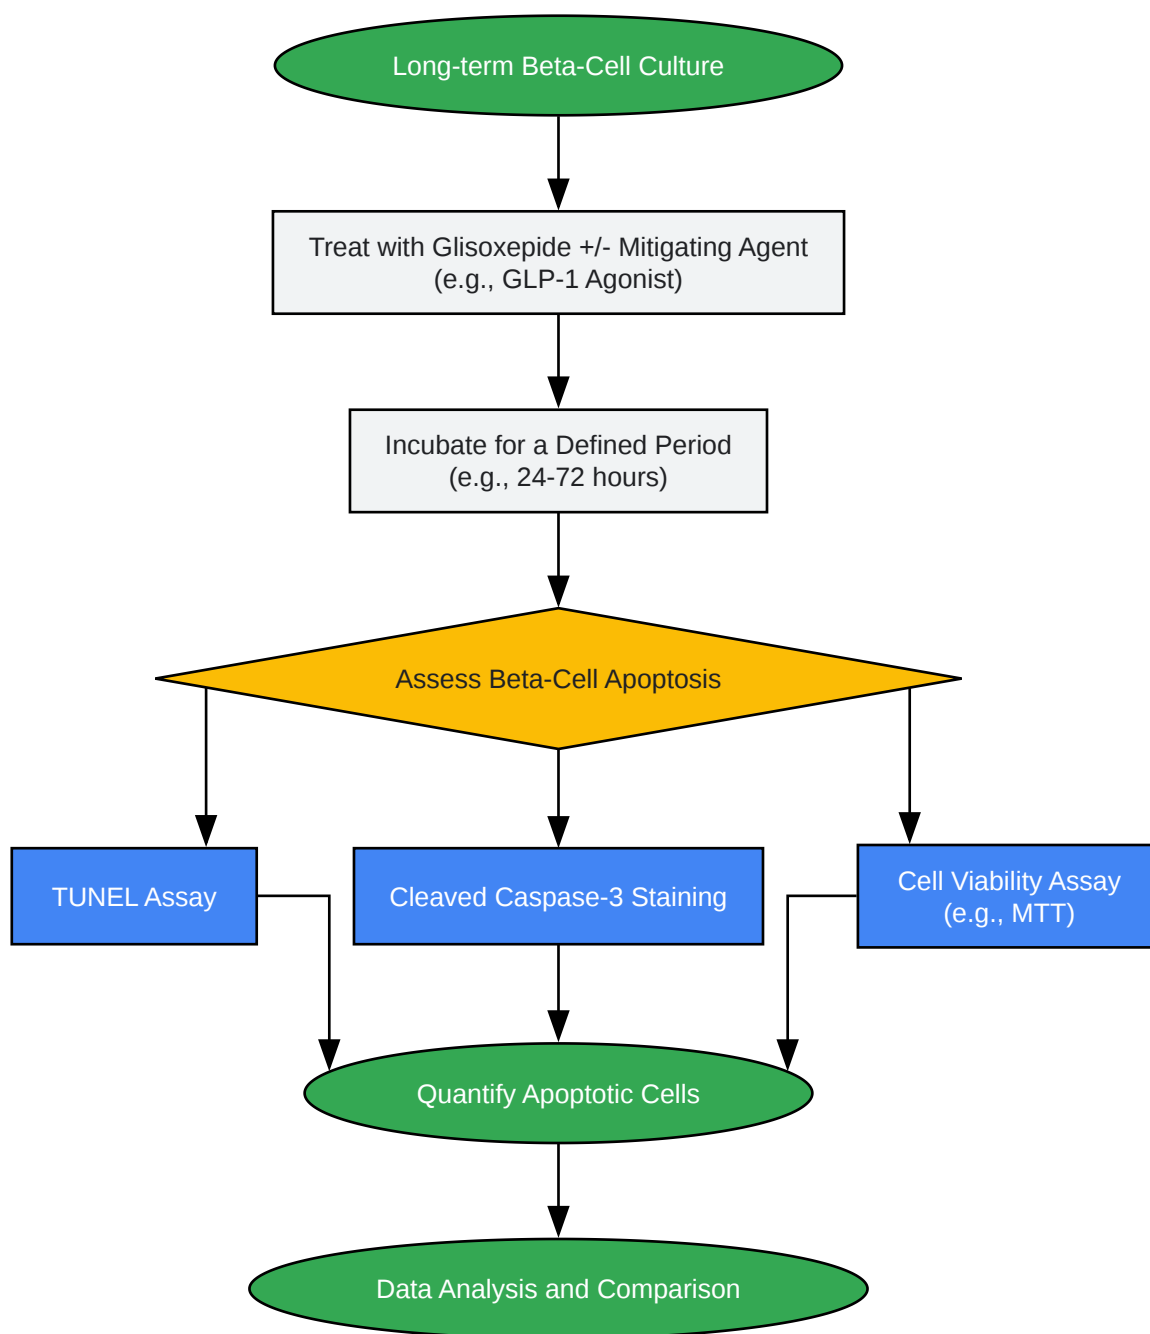 Long-term Beta-Cell Culture
Treat with Glisoxepide +/- Mitigating Agent
(e.g., GLP-1 Agonist)
Incubate for a Defined Period
(e.g., 24-72 hours)
Assess Beta-Cell Apoptosis
TUNEL Assay
Cleaved Caspase-3 Staining
Cell Viability Assay
(e.g., MTT)
Quantify Apoptotic Cells
Data Analysis and Comparison